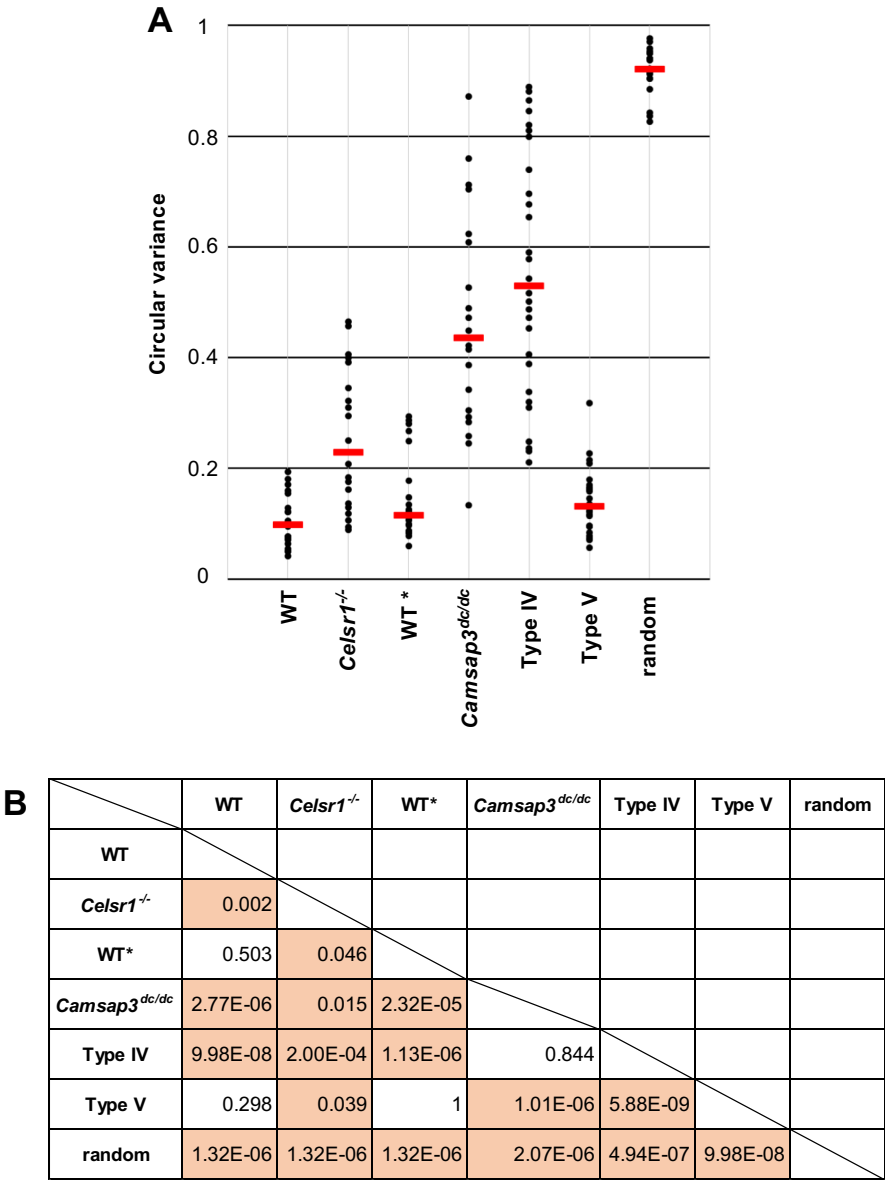 A
1
0.8
0.6
0.4
0.2
0
Circular variance
WT
Celsr1-/-
WT *
Camsap3dc/dc
Type IV
Type V
random
B
WT Celsr1-/- WT* Camsap3dc/dc Type IV Type V random
WT
Celsr1-/- 0.002
WT* 0.503 0.046
Camsap3dc/dc 2.77E-06 0.015 2.32E-05
Type IV 9.98E-08 2.00E-04 1.13E-06 0.844
Type V 0.298 0.039 1 1.01E-06 5.88E-09
random 1.32E-06 1.32E-06 1.32E-06 2.07E-06 4.94E-07 9.98E-08